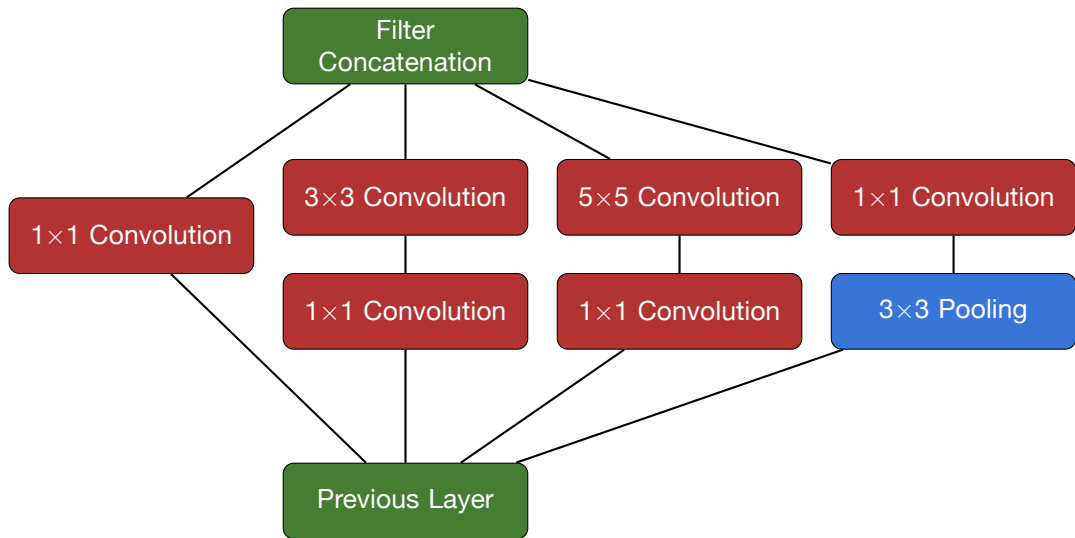 Filter
Concatenation
3×3 Convolution
5×5 Convolution
1×1 Convolution
1×1 Convolution
1×1 Convolution
1×1 Convolution
3×3 Pooling
Previous Layer